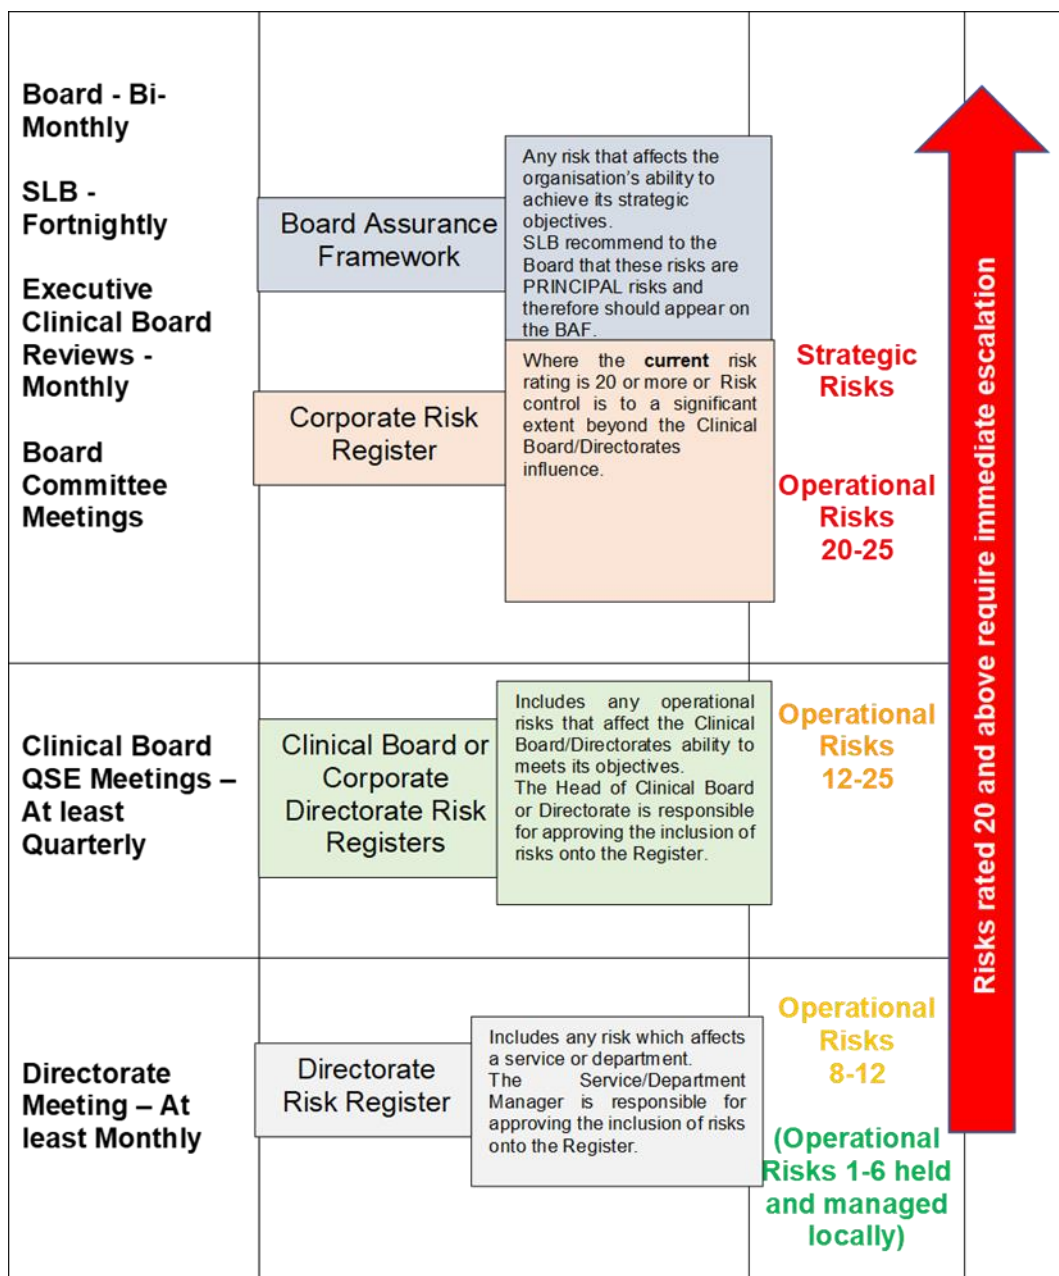 Board - Bi-
Monthly
SLB -
Fortnightly
Executive
Clinical Board
Reviews -
Monthly
Board
Committee
Meetings
Board Assurance
Framework
Any risk that affects the
organisation's ability to
achieve its strategic
objectives.
SLB recommend to the
Board that these risks are
PRINCIPAL risks and
therefore should appear on
the BAF.
Corporate Risk
Register
Where the current risk
rating is 20 or more or Risk
control is to a significant
extent beyond the Clinical
Board/Directorates
influence.
Strategic
Risks
Operational
Risks
20-25
Clinical Board
QSE Meetings –
At least
Quarterly
Clinical Board or
Corporate
Directorate Risk
Registers
Includes any operational
risks that affect the Clinical
Board/Directorates ability to
meets its objectives.
The Head of Clinical Board
or Directorate is responsible
for approving the inclusion of
risks onto the Register.
Operational
Risks
12-25
Directorate
Meeting – At
least Monthly
Directorate
Risk Register
Includes any risk which affects
a service or department.
The Service/Department
Manager is responsible for
approving the inclusion of risks
onto the Register.
Operational
Risks
8-12
(Operational
Risks 1-6 held
and managed
locally)
Risks rated 20 and above require immediate escalation